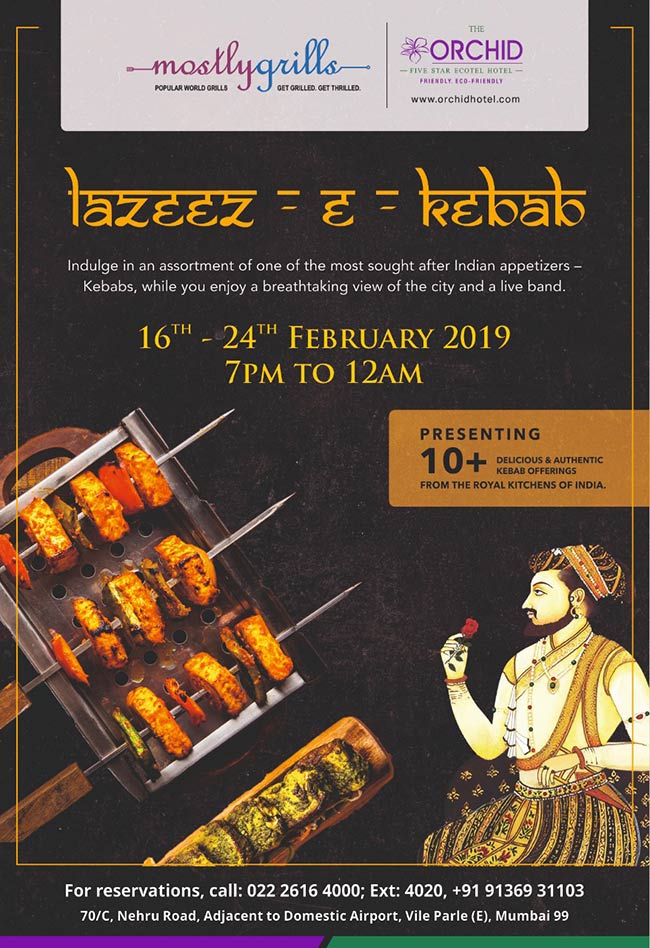 mostlygrills
POPULAR WORLD GRILLS GET GRILLED. GET THRILLED.
THE
ORCHID
FIVE STAR ECOTEL HOTEL
FRIENDLY. ECO-FRIENDLY
www.orchidhotel.com
lazeez - e - kebab
Indulge in an assortment of one of the most sought after Indian appetizers –
Kebabs, while you enjoy a breathtaking view of the city and a live band.
16TH - 24TH February 2019
7PM TO 12AM
PRESENTING
10+ DELICIOUS & AUTHENTIC
KEBAB OFFERINGS
FROM THE ROYAL KITCHENS OF INDIA.
For reservations, call: 022 2616 4000; Ext: 4020, +91 91369 31103
70/C, Nehru Road, Adjacent to Domestic Airport, Vile Parle (E), Mumbai 99